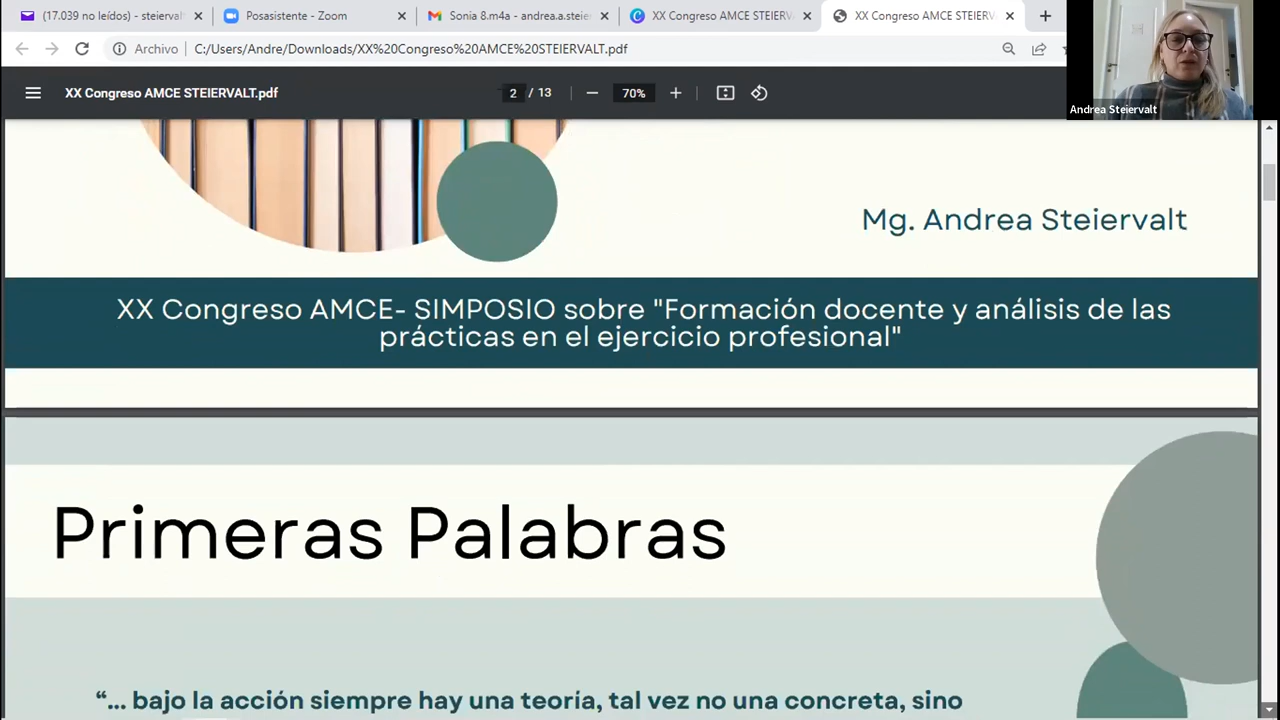 (17.039 no leídos) - steierval
Posasistente - Zoom
Sonia 8.m4a - andrea.a.steier
XX Congreso AMCE STEIERV
XX Congreso AMCE STEIERV
Archivo
C:/Users/Andre/Downloads/XX%20Congreso%20AMCE%20STEIERVALT.pdf
XX Congreso AMCE STEIERVALT.pdf
2 / 13
70%
Andrea Steiervalt
Mg. Andrea Steiervalt
XX Congreso AMCE- SIMPOSIO sobre "Formación docente y análisis de las
prácticas en el ejercicio profesional"
Primeras Palabras
“... bajo la acción siempre hay una teoría, tal vez no una concreta, sino